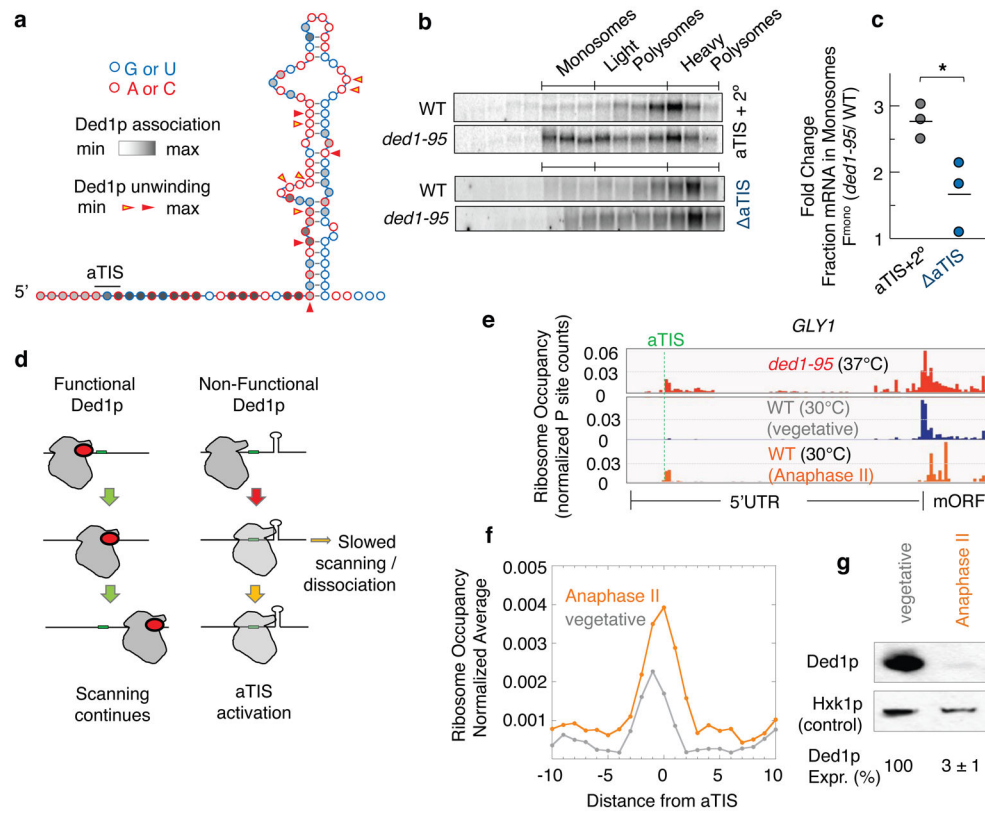 a
G or U
A or C
Ded1p association
min max
Ded1p unwinding
min max
aTIS
5'
b
Monosomes
Light Polysomes
Heavy Polysomes
WT
ded1-95
aTIS + 2º
WT
ded1-95
ΔaTIS
c
Fold Change
Fraction mRNA in Monosomes
Fᵐᵒⁿᵒ (ded1-95/ WT)
3
2
1
*
aTIS+2º
ΔaTIS
d
Functional
Ded1p
Non-Functional
Ded1p
Slowed
scanning /
dissociation
Scanning
continues
aTIS
activation
e
GLY1
aTIS
Ribosome Occupancy
(normalized P site counts)
0.06
0.03
0
ded1-95 (37°C)
0.03
0
WT (30°C)
(vegetative)
0.03
0
WT (30°C)
(Anaphase II)
5'UTR
mORF
f
Ribosome Occupancy
Normalized Average
0.005
0.004
0.003
0.002
0.001
Anaphase II
vegetative
-10 -5 0 5 10
Distance from aTIS
g
vegetative
Anaphase II
Ded1p
Hxk1p
(control)
Ded1p
Expr. (%)
100 3 ± 1